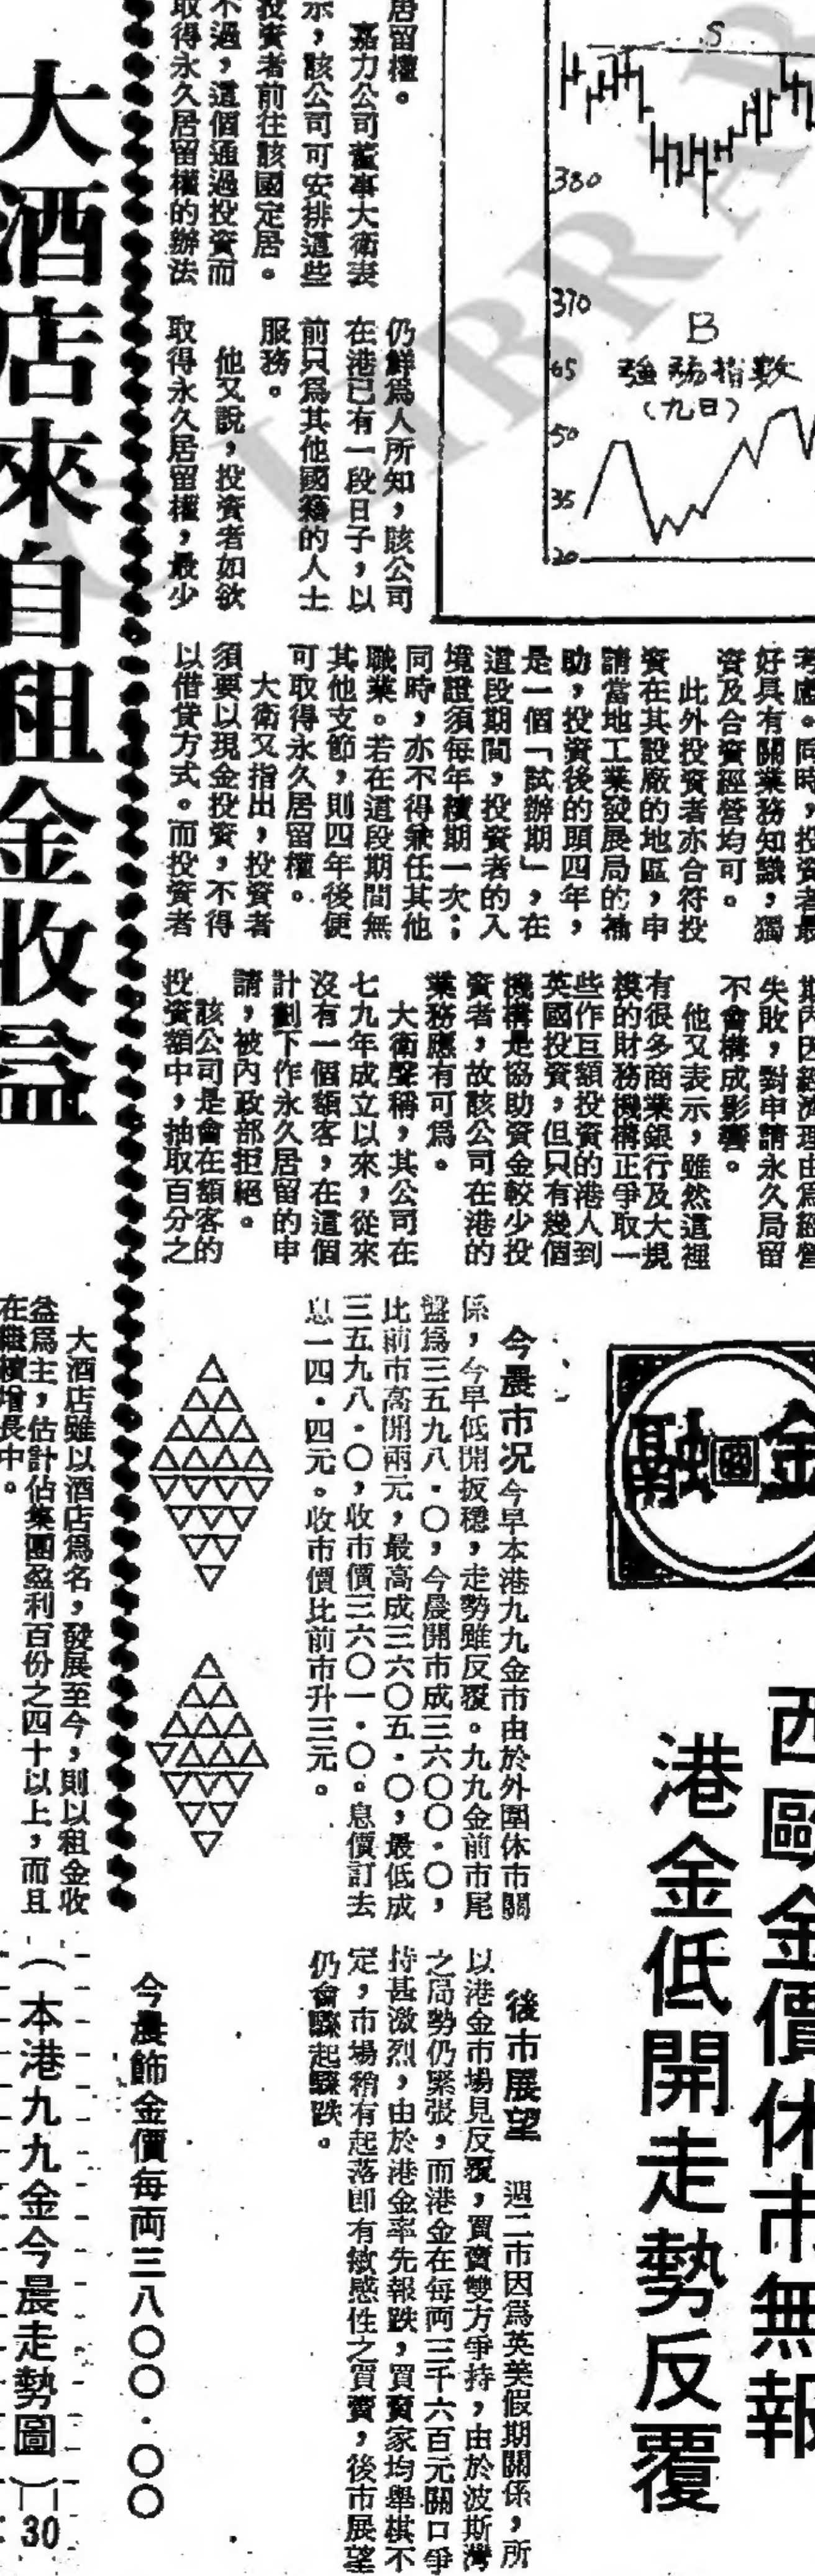 S
380
370
B
強弱指数
(九日)
65
50
35
20
居留權。
嘉力公司董事大衛表
示,該公司可安排這些
投資者前往該國定居。
不過,這個通過投資而
取得永久居留權的辦法
仍鮮爲人所知,該公司
在港已有一段日子,以
前只爲其他國籍的人士
服務。
他又說,投資者如欲
取得永久居留權,最少
考慮。同時,投資者最
好具有關業務知識,獨
資及合資經營均可。
此外投資者亦合符投
資在其設廠的地區,申
請當地工業發展局的補
助,投資後的頭四年,
是一個「試辦期」,在
這段期間,投資者的入
境證須每年續期一次;
同時,亦不得兼任其他
職業。若在這段期間無
其他支節,則四年後便
可取得永久居留權。
大衛又指出,投資者
須要以現金投資,不得
以借貸方式。而投資者
期內因經濟理由爲經營
失敗,對申請永久局留
不會構成影響。
他又表示,雖然這裡
有很多商業銀行及大規
模的財務機構正爭取一
些作巨額投資的港人到
英國投資,但只有幾個
機構是協助資金較少投
資者,故該公司在港的
業務應有可爲。
大衛聲稱,其公司在
七九年成立以來,從來
沒有一個顧客,在這個
計劃下作永久居留的申
請,被內政部拒絕。
該公司是會在顧客的
投資額中,抽取百分之
大酒店來自租金收益
大酒店雖以酒店爲名,發展至今,則以租金收
益爲主,估計佔集團盈利百份之四十以上,而且
在繼續增長中。
金融
西歐金價休市無報
港金低開走勢反覆
今晨市况 今早本港九九金市由於外圍休市關
係,今早低開扳穩,走勢雖反覆。九九金前市尾
盤爲三五九八・〇,今晨開市成三六〇〇・〇,
比前市高開兩元,最高成三六〇五・〇,最低成
三五九八・〇,收市價三六〇一・〇。息價訂去
息一四・四元。收市價比前市升三元。
後市展望 週二市因爲英美假期關係,所
以港金市場見反覆,買賣雙方爭持,由於波斯灣
之局勢仍緊張,而港金在每両三千六百元關口爭
持甚激烈,由於港金率先報跌,買賣家均舉棋不
定,市場稍有起落即有敏感性之買賣,後市展望
仍會驟起驟跌。
今晨飾金價每両三八〇〇・〇〇
(本港九九金今晨走勢圖)
30